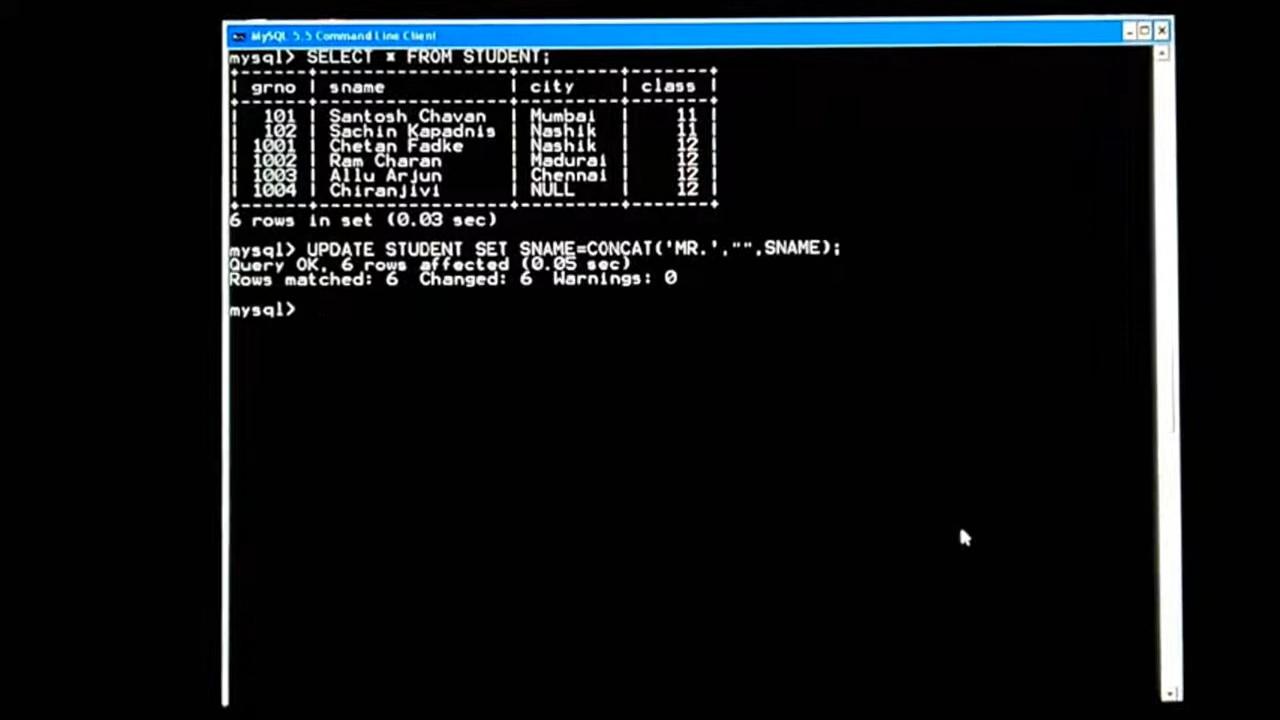 MySQL 5.5 Command Line Client
mysql> SELECT * FROM STUDENT;
+-------+------------------+-----------+--------+
| grno | sname | city | class |
+-------+------------------+-----------+--------+
| 101 | Santosh Chavan | Mumbai | 11 |
| 102 | Sachin Kapadnis | Nashik | 11 |
| 1001 | Chetan Fadke | Nashik | 12 |
| 1002 | Ram Charan | Madurai | 12 |
| 1003 | Allu Arjun | Chennai | 12 |
| 1004 | Chiranjivi | NULL | 12 |
+-------+------------------+-----------+--------+
6 rows in set (0.03 sec)
mysql> UPDATE STUDENT SET SNAME=CONCAT('MR.',"",SNAME);
Query OK, 6 rows affected (0.05 sec)
Rows matched: 6 Changed: 6 Warnings: 0
mysql>